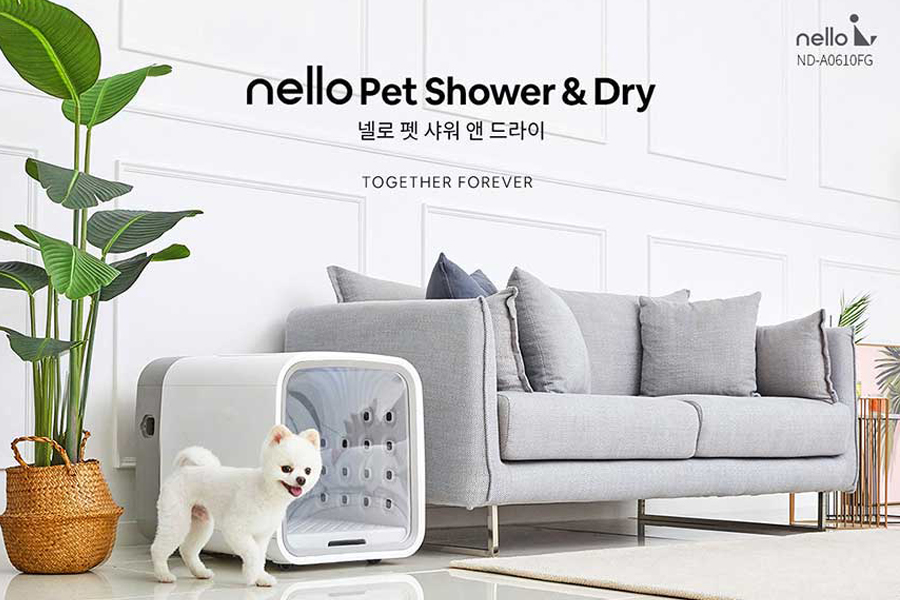 nello
ND-A0610FG
nello Pet Shower & Dry
넬로 펫 샤워 앤 드라이
TOGETHER FOREVER